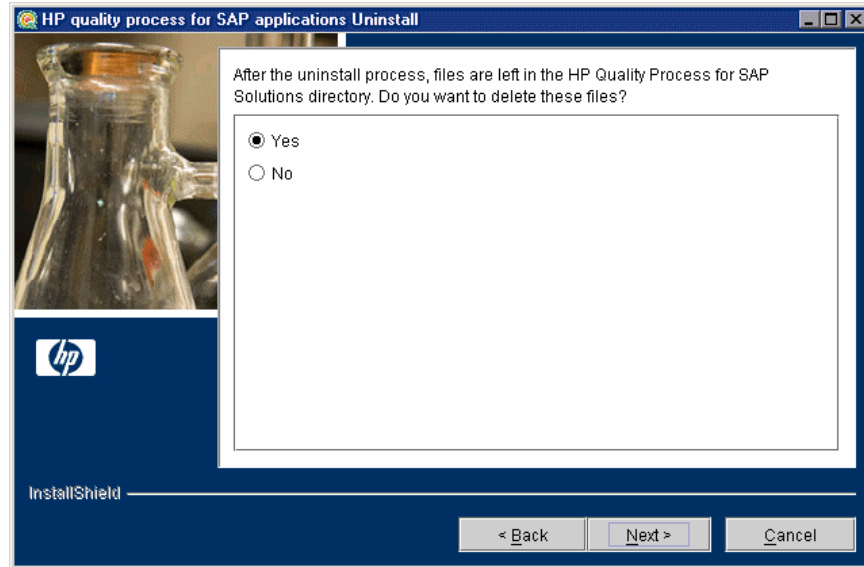 HP quality process for SAP applications Uninstall
After the uninstall process, files are left in the HP Quality Process for SAP
Solutions directory. Do you want to delete these files?
Yes
No
hp
InstallShield
< Back
Next >
Cancel